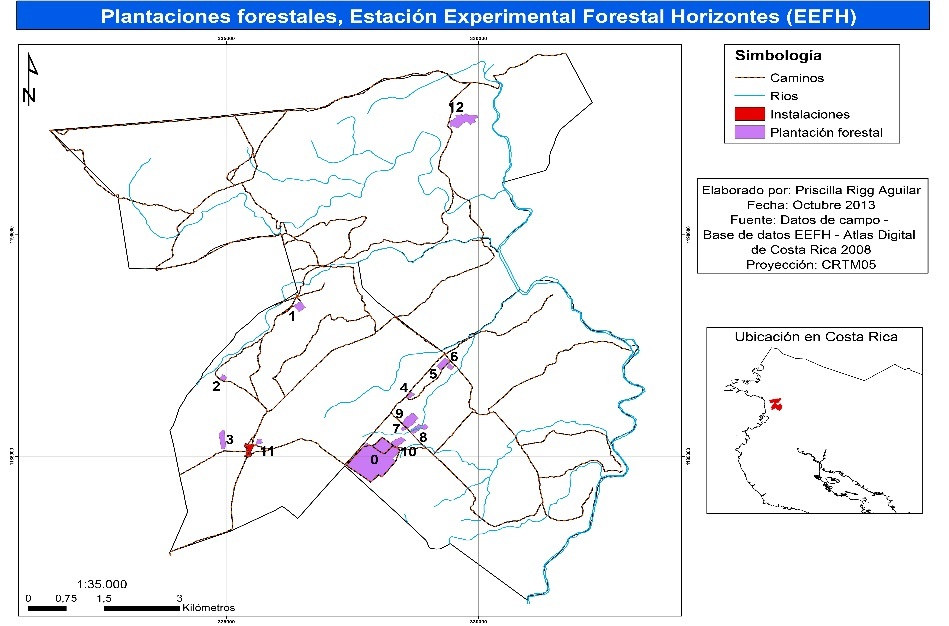 Plantaciones forestales, Estación Experimental Forestal Horizontes (EEFH)
N
Simbología
Caminos
Ríos
Instalaciones
Plantación forestal
Elaborado por: Priscilla Rigg Aguilar
Fecha: Octubre 2013
Fuente: Datos de campo -
Base de datos EEFH - Atlas Digital
de Costa Rica 2008
Proyección: CRTM05
Ubicación en Costa Rica
12
1
2
6
5
4
9
7
8
3
11
10
0
1:35.000
0 0,75 1,5 3
Kilómetros